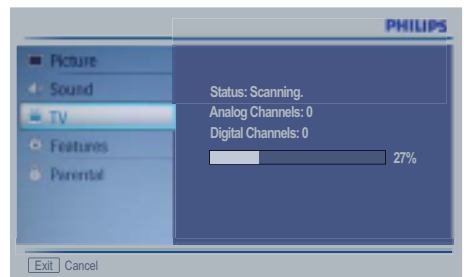 PHILIPS
Picture
Sound
TV
Features
Parental
Status: Scanning.
Analog Channels: 0
Digital Channels: 0
27%
Exit Cancel